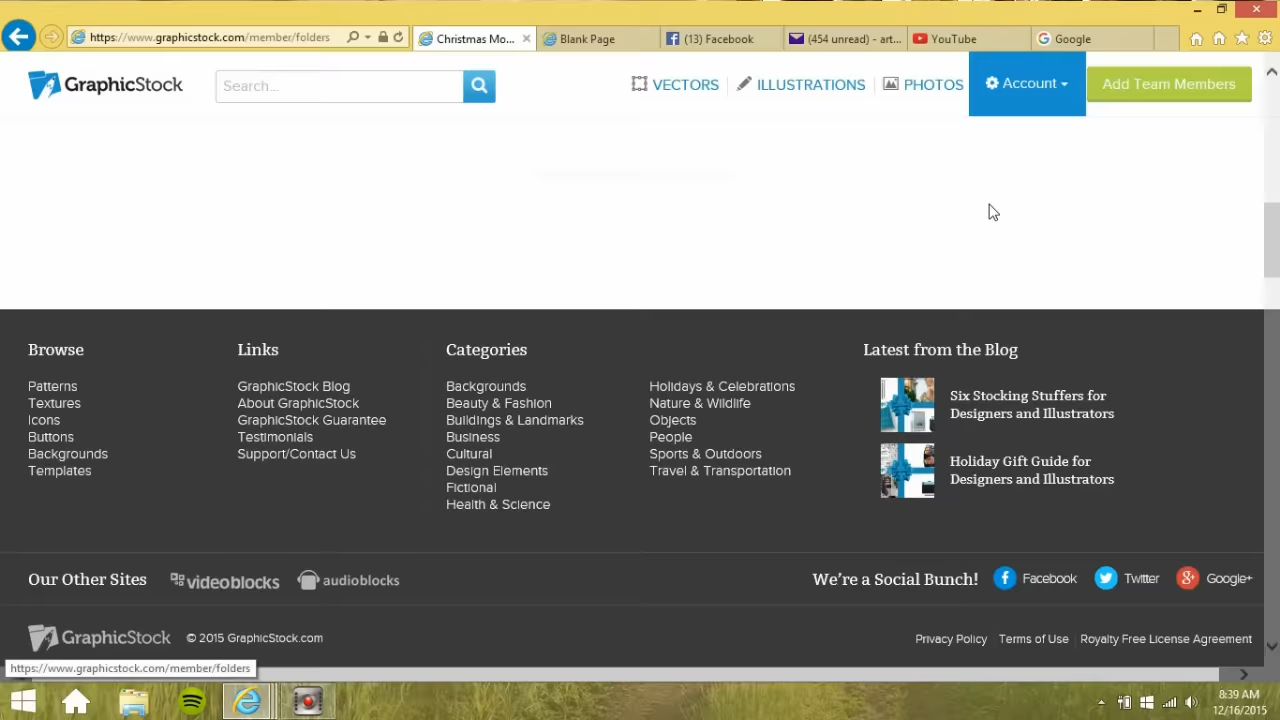 https://www.graphicstock.com/member/folders
Christmas Mo...
Blank Page
(13) Facebook
(454 unread) - art...
YouTube
Google
GraphicStock
Search...
VECTORS
ILLUSTRATIONS
PHOTOS
Account
Add Team Members
Browse
Patterns
Textures
Icons
Buttons
Backgrounds
Templates
Links
GraphicStock Blog
About GraphicStock
GraphicStock Guarantee
Testimonials
Support/Contact Us
Categories
Backgrounds
Beauty & Fashion
Buildings & Landmarks
Business
Cultural
Design Elements
Fictional
Health & Science
Holidays & Celebrations
Nature & Wildlife
Objects
People
Sports & Outdoors
Travel & Transportation
Latest from the Blog
Six Stocking Stuffers for
Designers and Illustrators
Holiday Gift Guide for
Designers and Illustrators
Our Other Sites
videoblocks
audioblocks
We're a Social Bunch!
Facebook
Twitter
Google+
GraphicStock
© 2015 GraphicStock.com
Privacy Policy
Terms of Use
Royalty Free License Agreement
https://www.graphicstock.com/member/folders
8:39 AM
12/16/2015